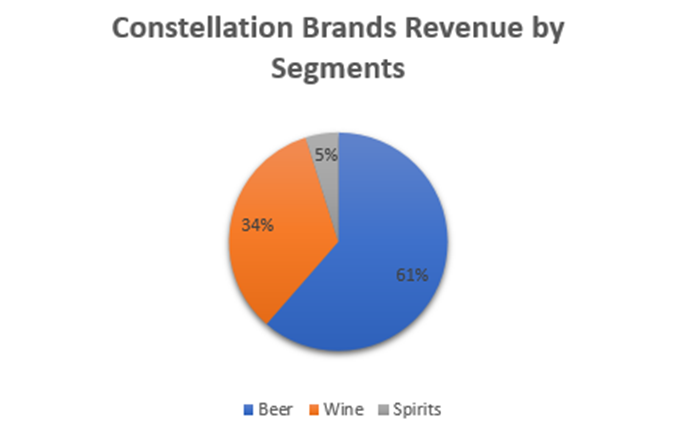 Constellation Brands Revenue by
Segments
5%
34%
61%
Beer Wine Spirits